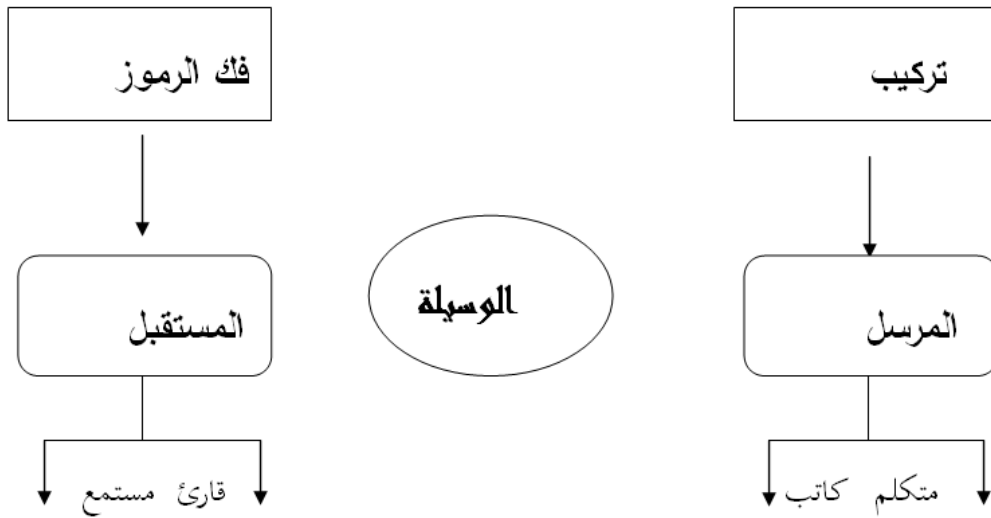 تركيب
فك الرموز
الوسيلة
المرسل
المستقبل
متكلم كاتب
قارئ مستمع